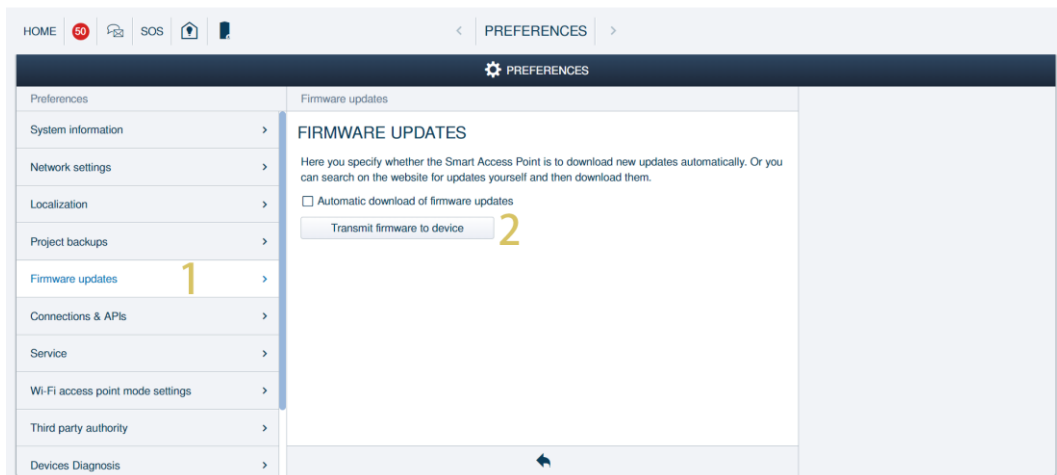 HOME 50 SOS < PREFERENCES >
PREFERENCES
Preferences
Firmware updates
System information >
Network settings >
Localization >
Project backups >
Firmware updates 1 >
Connections & APIs >
Service >
Wi-Fi access point mode settings >
Third party authority >
Devices Diagnosis >
FIRMWARE UPDATES
Here you specify whether the Smart Access Point is to download new updates automatically. Or you
can search on the website for updates yourself and then download them.
Automatic download of firmware updates
Transmit firmware to device 2